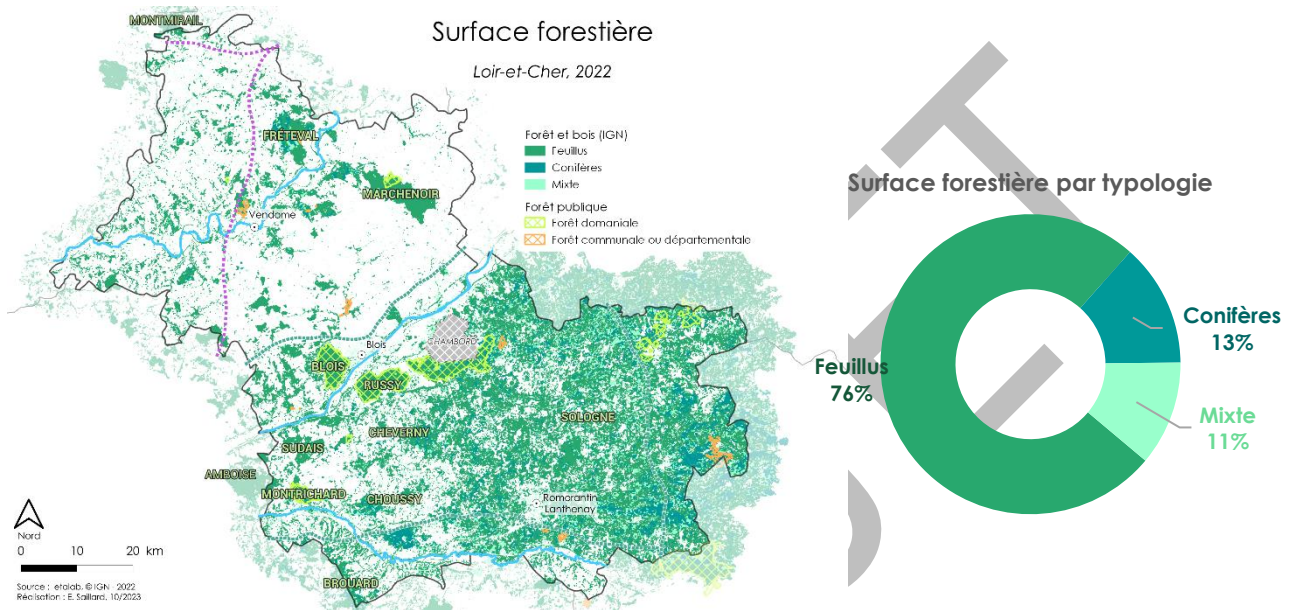 MONTMIRAIL
Surface forestière
Loir-et-Cher, 2022
Forêt et bois (IGN)
Feuillus
Conifères
Mixte
Forêt publique
Forêt domaniale
Forêt communale ou départementale
FRÉTEVAL
MARCHENOIR
Vendôme
CHAMBORD
Blois
BLOIS
RUSSY
SOLOGNE
CHEVERNY
SUDAIS
AMBOISE
MONTRICHARD
CHOUSSY
Romorantin
Lanthenay
BROUARD
Nord
0 10 20 km
Source : etalab, © IGN - 2022
Réalisation : E. Saillard, 10/2023
Surface forestière par typologie
Conifères
13%
Feuillus
76%
Mixte
11%